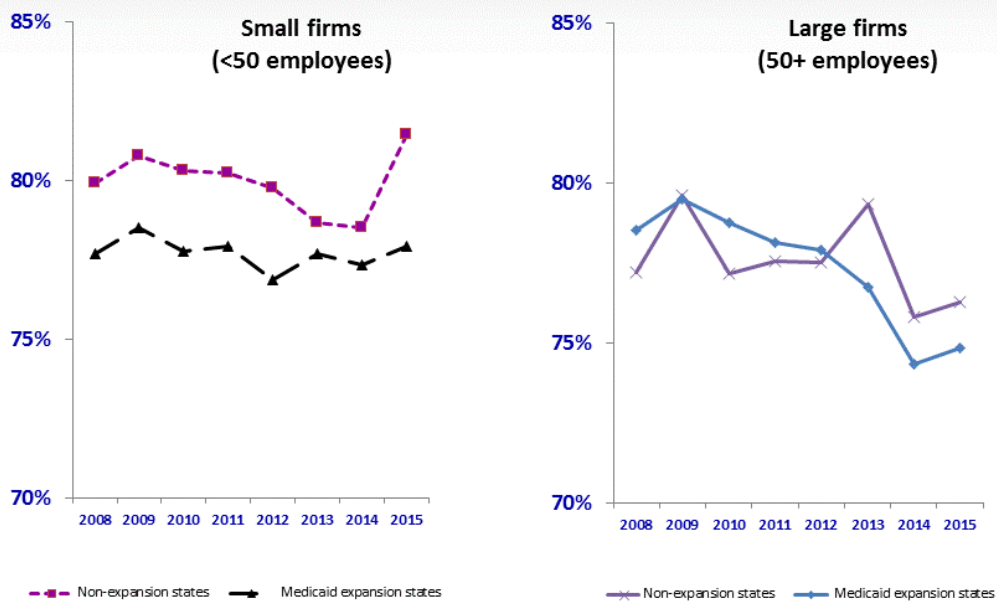 Small firms
(<50 employees)
85%
80%
75%
70%
2008 2009 2010 2011 2012 2013 2014 2015
Non-expansion states Medicaid expansion states
Large firms
(50+ employees)
85%
80%
75%
70%
2008 2009 2010 2011 2012 2013 2014 2015
Non-expansion states Medicaid expansion states